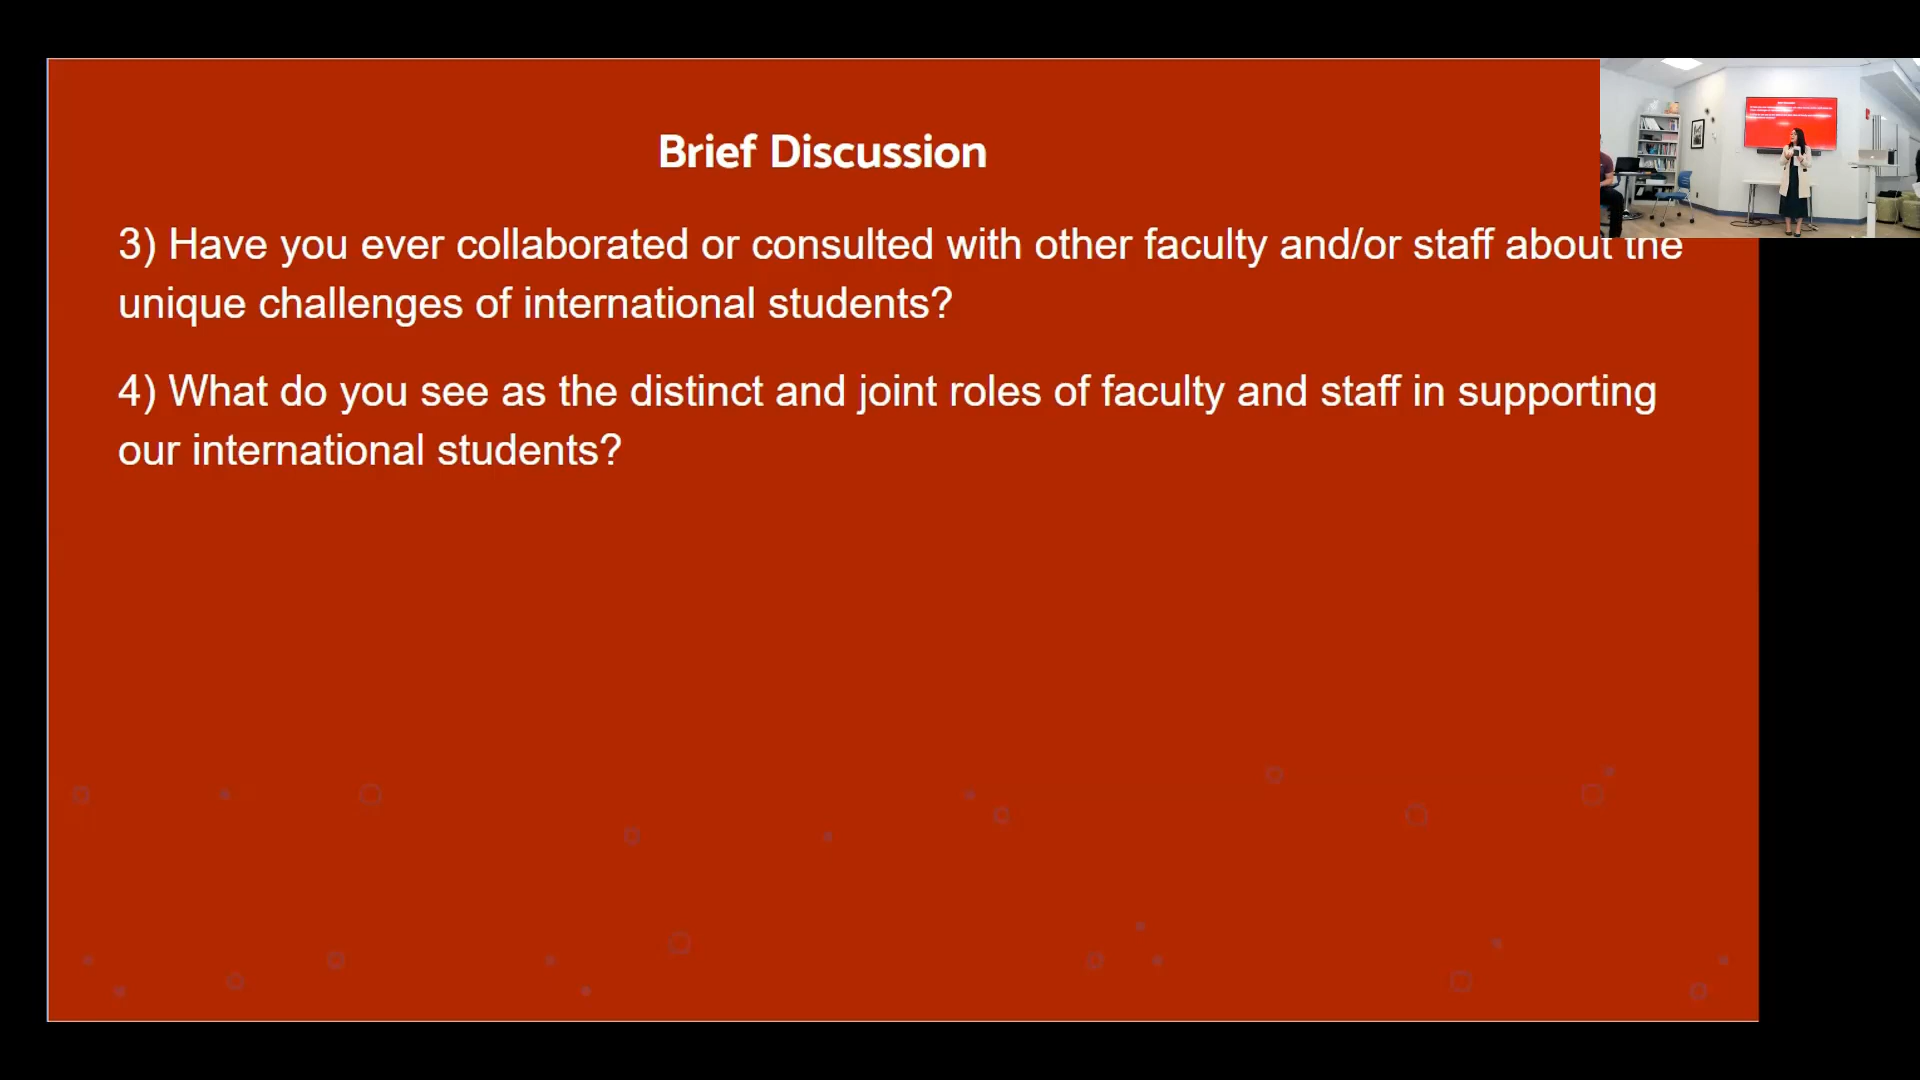 Brief Discussion
3) Have you ever collaborated or consulted with other faculty and/or staff about the
unique challenges of international students?
4) What do you see as the distinct and joint roles of faculty and staff in supporting
our international students?